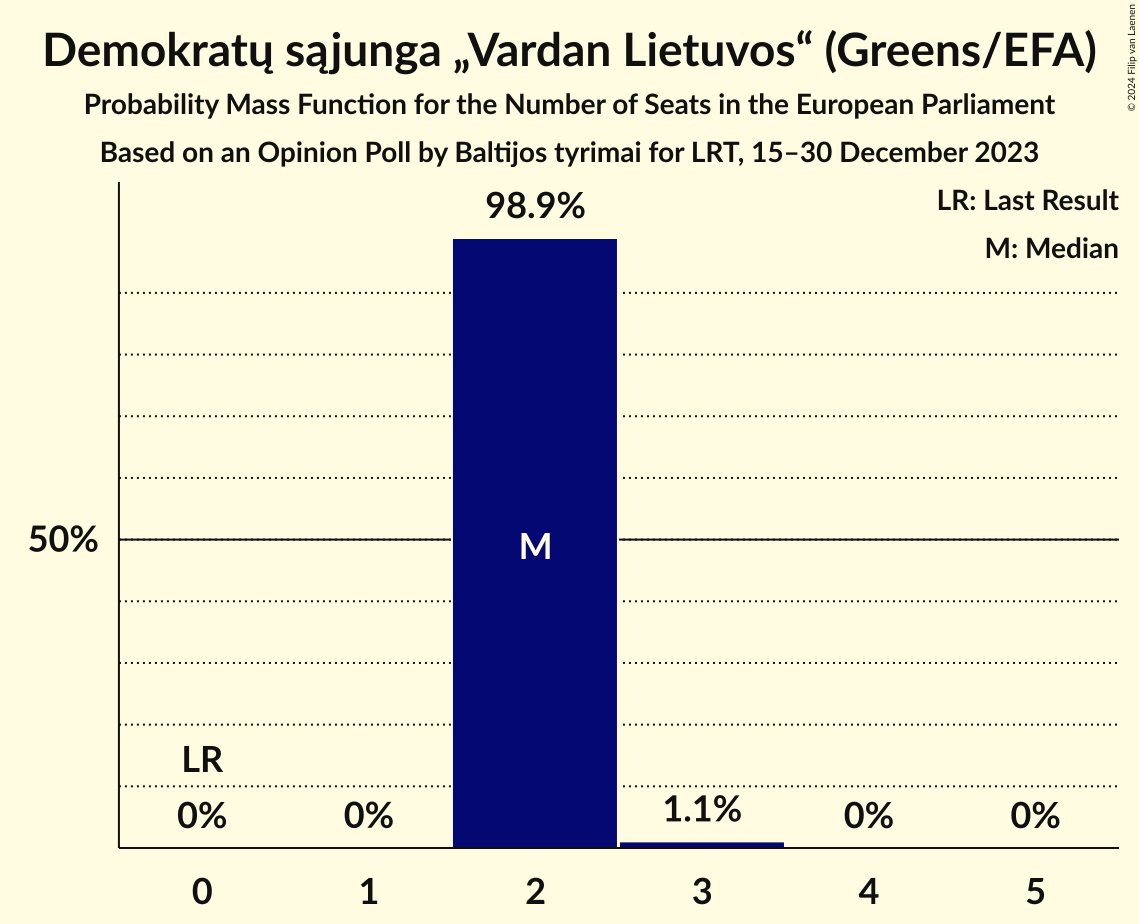 Demokratų sąjunga „Vardan Lietuvos“ (Greens/EFA)
Probability Mass Function for the Number of Seats in the European Parliament
Based on an Opinion Poll by Baltijos tyrimai for LRT, 15–30 December 2023
© 2024 Filip van Laenen
LR: Last Result
M: Median
98.9%
50%
M
LR
0%
0%
1.1%
0%
0%
0
1
2
3
4
5